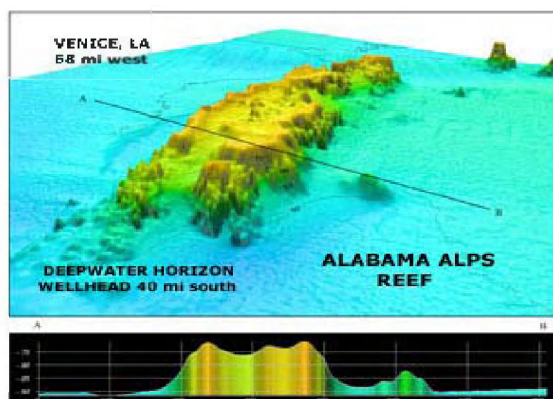 VENICE, LA
68 mi west
A
B
DEEPWATER HORIZON
WELLHEAD 40 mi south
ALABAMA ALPS
REEF
A
B